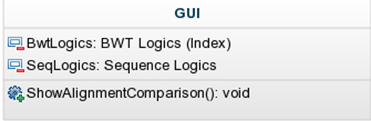 GUI
BwtLogics: BWT Logics (Index)
SeqLogics: Sequence Logics
ShowAlignmentComparison(): void